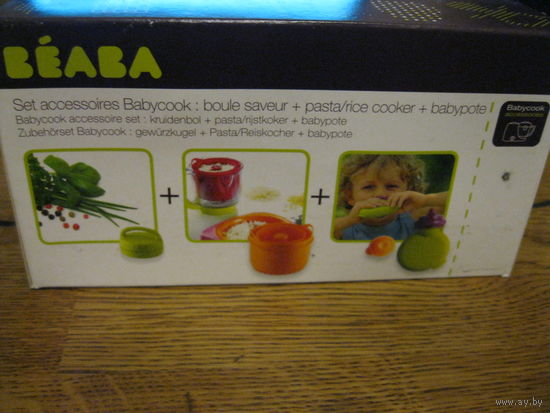 BÉABA
Set accessoires Babycook : boule saveur + pasta/rice cooker + babypote
Babycook accessoire set : kruidenbol + pasta/rijstkoker + babypote
Zubehörset Babycook : gewürzkugel + Pasta/Reiskocher + babypote
Babycook
ACCESSORIES
+
+
www.ay.by